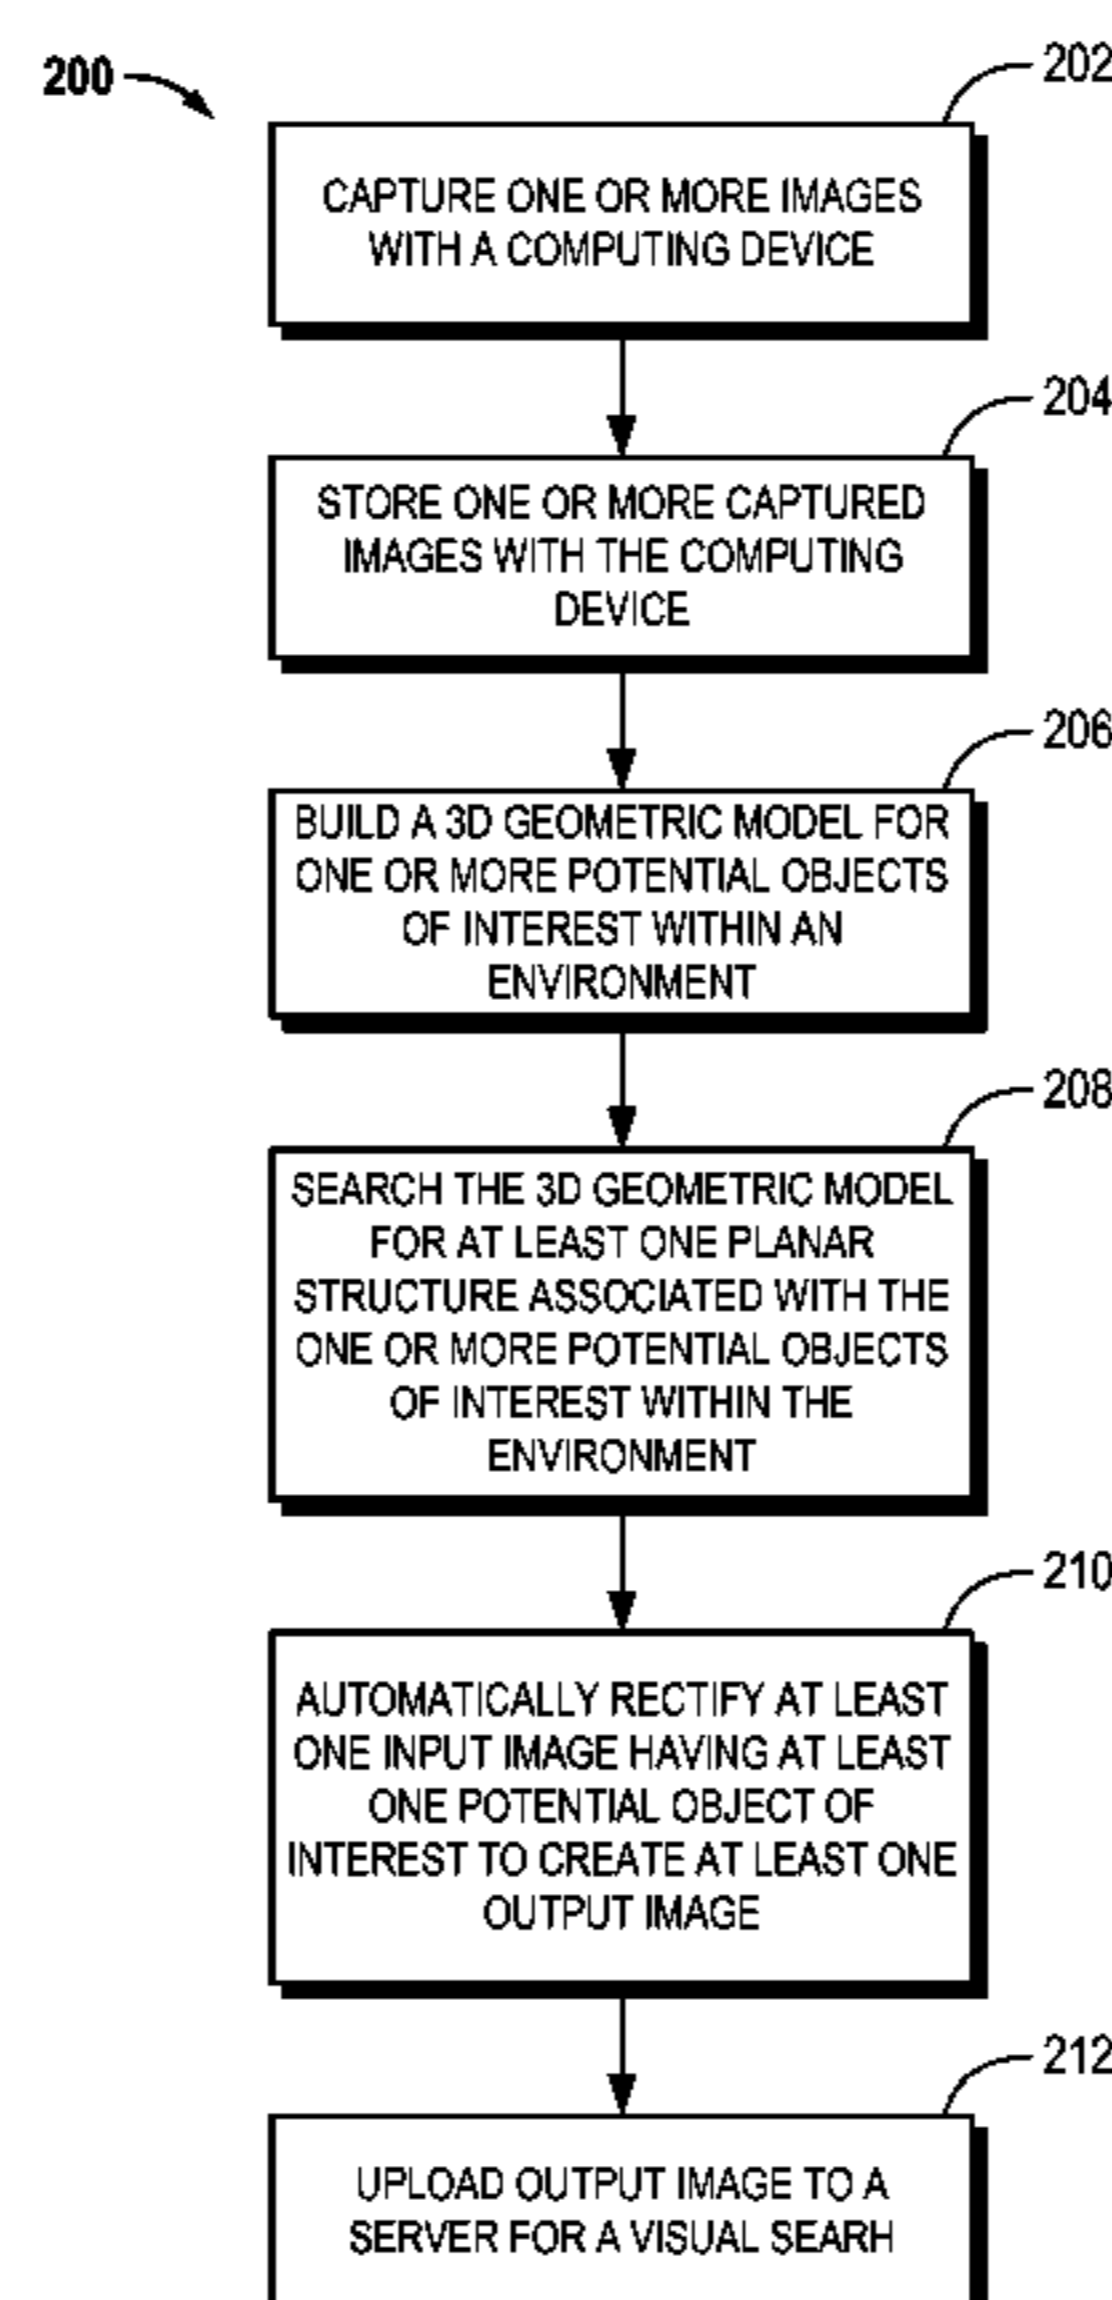 200
202
CAPTURE ONE OR MORE IMAGES
WITH A COMPUTING DEVICE
204
STORE ONE OR MORE CAPTURED
IMAGES WITH THE COMPUTING
DEVICE
206
BUILD A 3D GEOMETRIC MODEL FOR
ONE OR MORE POTENTIAL OBJECTS
OF INTEREST WITHIN AN
ENVIRONMENT
208
SEARCH THE 3D GEOMETRIC MODEL
FOR AT LEAST ONE PLANAR
STRUCTURE ASSOCIATED WITH THE
ONE OR MORE POTENTIAL OBJECTS
OF INTEREST WITHIN THE
ENVIRONMENT
210
AUTOMATICALLY RECTIFY AT LEAST
ONE INPUT IMAGE HAVING AT LEAST
ONE POTENTIAL OBJECT OF
INTEREST TO CREATE AT LEAST ONE
OUTPUT IMAGE
212
UPLOAD OUTPUT IMAGE TO A
SERVER FOR A VISUAL SEARH